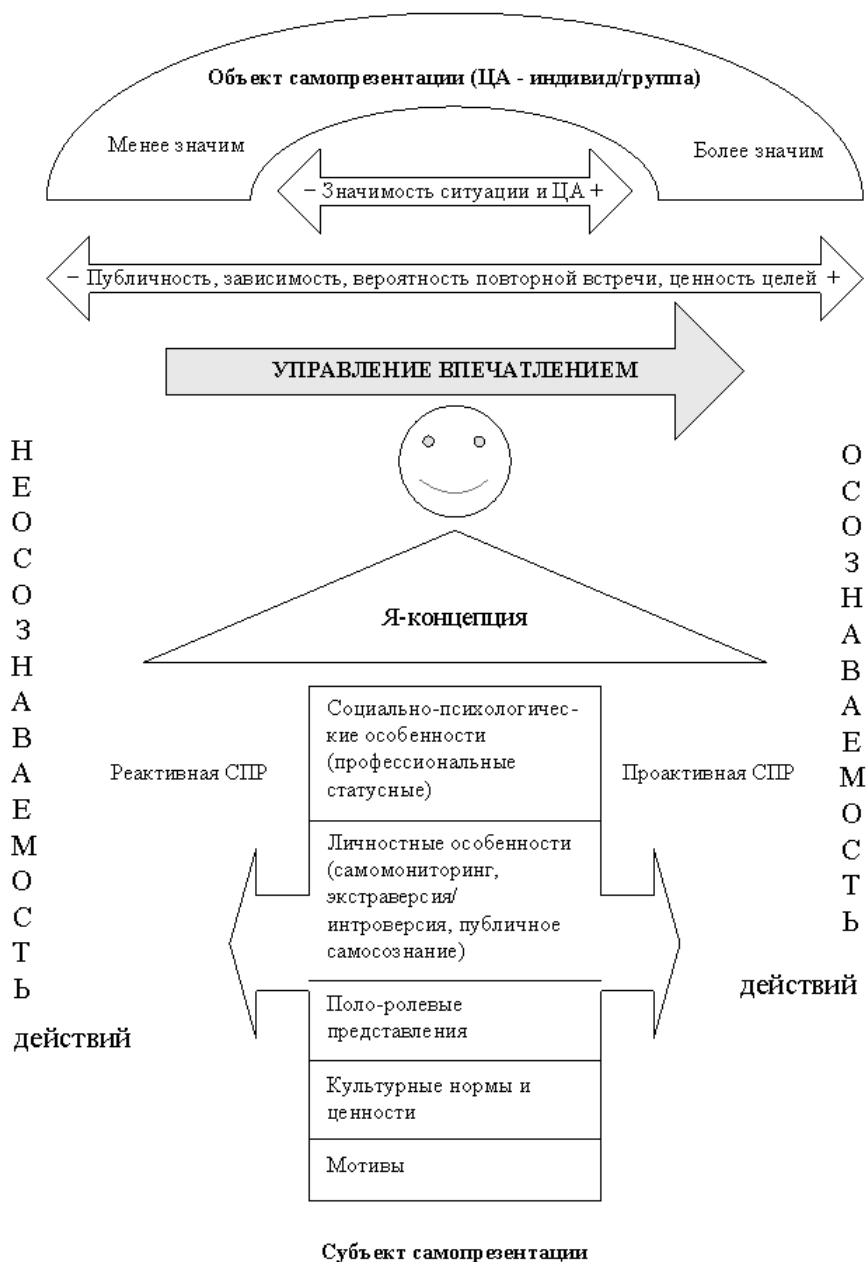 Объект самопрезентации (ЦА - индивид/группа)
Менее значим
Более значим
– Значимость ситуации и ЦА +
– Публичность, зависимость, вероятность повторной встречи, ценность целей +
УПРАВЛЕНИЕ ВПЕЧАТЛЕНИЕМ
НЕОСОЗНАВАЕМОСТЬ
действий
ОСОЗНАВАЕМОСТЬ
действий
Я-концепция
Реактивная СПР
Проактивная СПР
Социально-психологичес-
кие особенности
(профессиональные
статусные)
Личностные особенности
(самомониторинг,
экстраверсия/
интроверсия, публичное
самосознание)
Поло-ролевые
представления
Культурные нормы и
ценности
Мотивы
Субъект самопрезентации